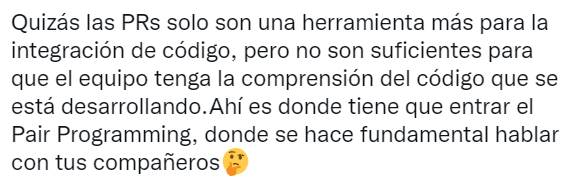 Quizás las PRs solo son una herramienta más para la
integración de código, pero no son suficientes para
que el equipo tenga la comprensión del código que se
está desarrollando.Ahí es donde tiene que entrar el
Pair Programming, donde se hace fundamental hablar
con tus compañeros🤔